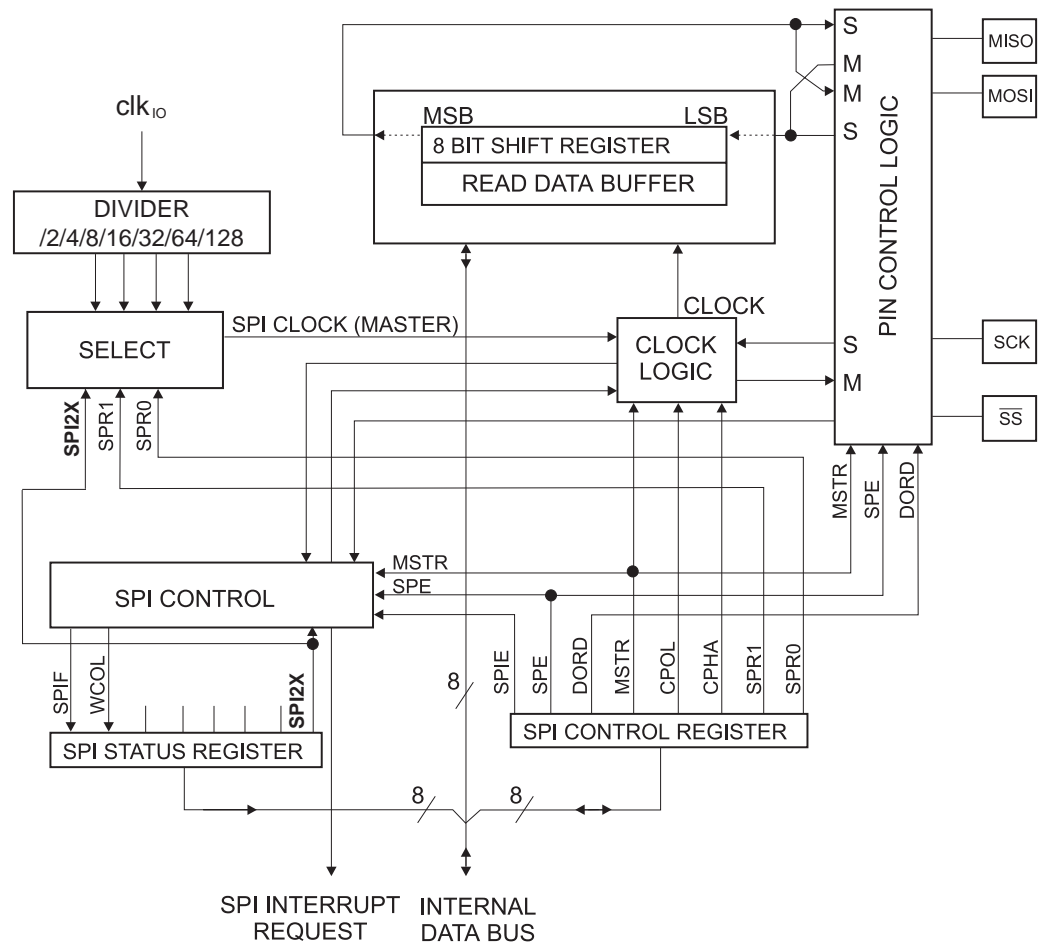 S
MISO
M
M
MOSI
clk IO
MSB
LSB
S
8 BIT SHIFT REGISTER
READ DATA BUFFER
PIN CONTROL LOGIC
DIVIDER
/2/4/8/16/32/64/128
CLOCK
SPI CLOCK (MASTER)
SELECT
CLOCK
LOGIC
S
SCK
M
SPI2X
SPR1
SPR0
SS
MSTR
SPE
DORD
MSTR
SPE
SPI CONTROL
SPIF
WCOL
SPI2X
8
SPIE
SPE
DORD
MSTR
CPOL
CPHA
SPR1
SPR0
SPI STATUS REGISTER
SPI CONTROL REGISTER
8
8
SPI INTERRUPT
REQUEST
INTERNAL
DATA BUS